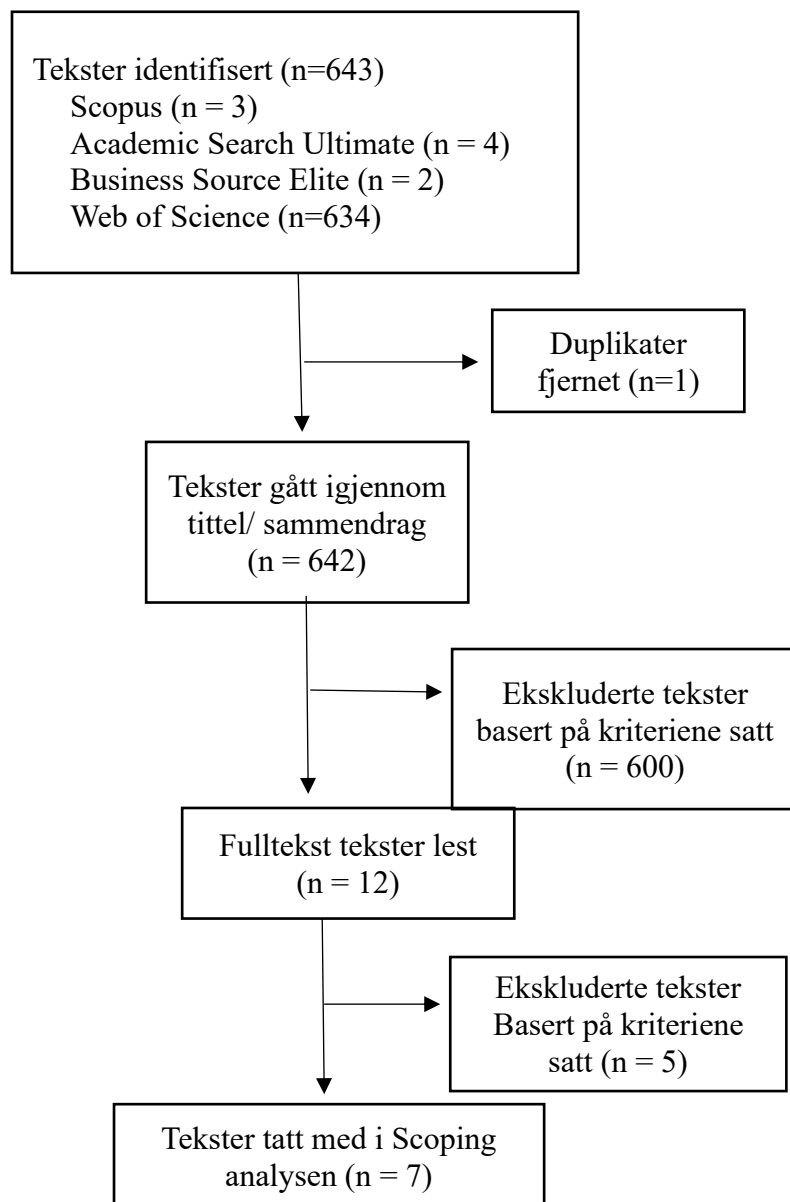 Tekster identifisert (n=643)
Scopus (n = 3)
Academic Search Ultimate (n = 4)
Business Source Elite (n = 2)
Web of Science (n=634)
Duplikater
fjernet (n=1)
Tekster gått igjennom
tittel/ sammendrag
(n = 642)
Ekskluderte tekster
basert på kriteriene satt
(n = 600)
Fulltekst tekster lest
(n = 12)
Ekskluderte tekster
Basert på kriteriene
satt (n = 5)
Tekster tatt med i Scoping
analysen (n = 7)